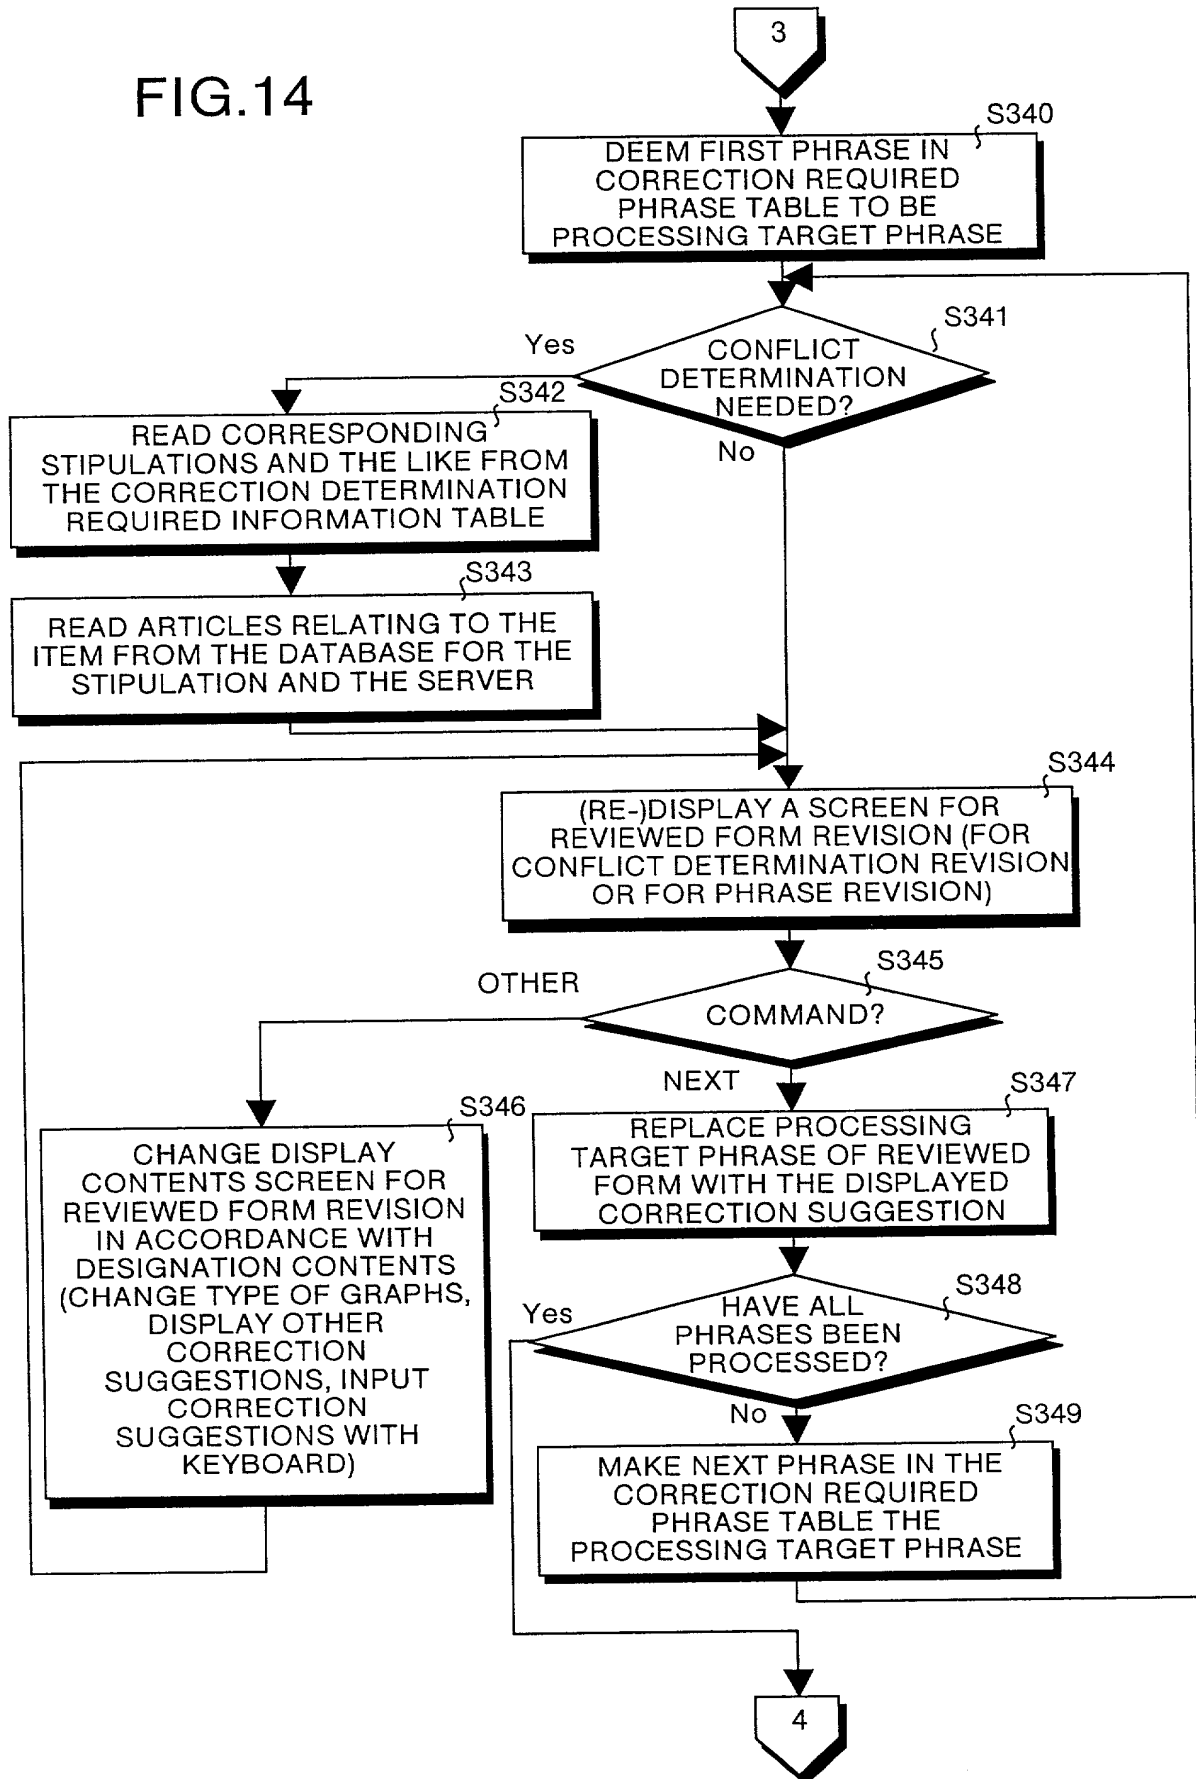 3
FIG.14
S340
DEEM FIRST PHRASE IN
CORRECTION REQUIRED
PHRASE TABLE TO BE
PROCESSING TARGET PHRASE
S341
Yes
CONFLICT
DETERMINATION
NEEDED?
No
S342
READ CORRESPONDING
STIPULATIONS AND THE LIKE FROM
THE CORRECTION DETERMINATION
REQUIRED INFORMATION TABLE
S343
READ ARTICLES RELATING TO THE
ITEM FROM THE DATABASE FOR THE
STIPULATION AND THE SERVER
S344
(RE-)DISPLAY A SCREEN FOR
REVIEWED FORM REVISION (FOR
CONFLICT DETERMINATION REVISION
OR FOR PHRASE REVISION)
S345
OTHER
COMMAND?
NEXT
S346
CHANGE DISPLAY
CONTENTS SCREEN FOR
REVIEWED FORM REVISION
IN ACCORDANCE WITH
DESIGNATION CONTENTS
(CHANGE TYPE OF GRAPHS,
DISPLAY OTHER
CORRECTION
SUGGESTIONS, INPUT
CORRECTION
SUGGESTIONS WITH
KEYBOARD)
S347
REPLACE PROCESSING
TARGET PHRASE OF REVIEWED
FORM WITH THE DISPLAYED
CORRECTION SUGGESTION
S348
Yes
HAVE ALL
PHRASES BEEN
PROCESSED?
No
S349
MAKE NEXT PHRASE IN THE
CORRECTION REQUIRED
PHRASE TABLE THE
PROCESSING TARGET PHRASE
4